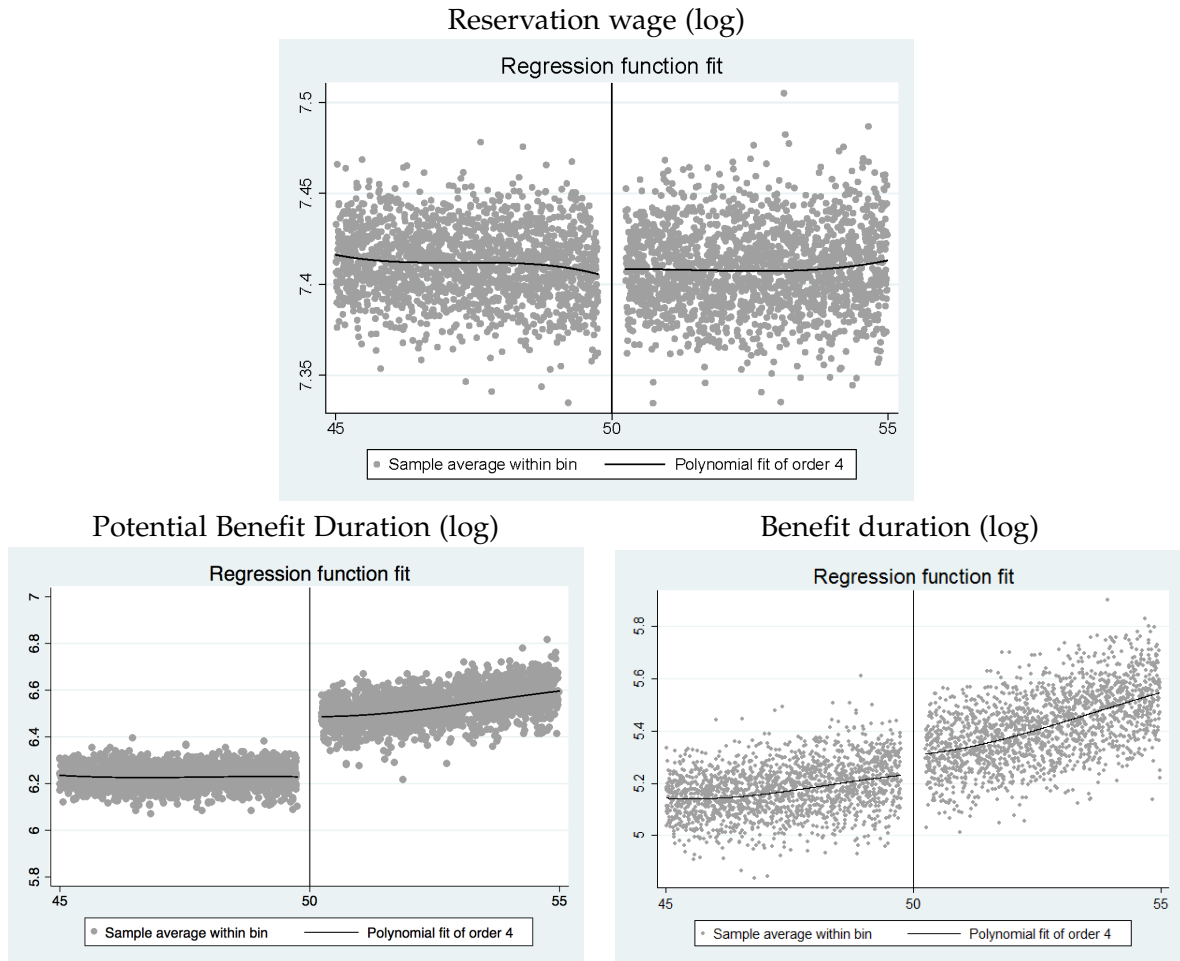 Reservation wage (log)
Regression function fit
7.5
7.45
7.4
7.35
45 50 55
Sample average within bin Polynomial fit of order 4
Potential Benefit Duration (log)
Regression function fit
7
6.8
6.6
6.4
6.2
6
5.8
45 50 55
Sample average within bin Polynomial fit of order 4
Benefit duration (log)
Regression function fit
5.8
5.6
5.4
5.2
5
45 50 55
Sample average within bin Polynomial fit of order 4